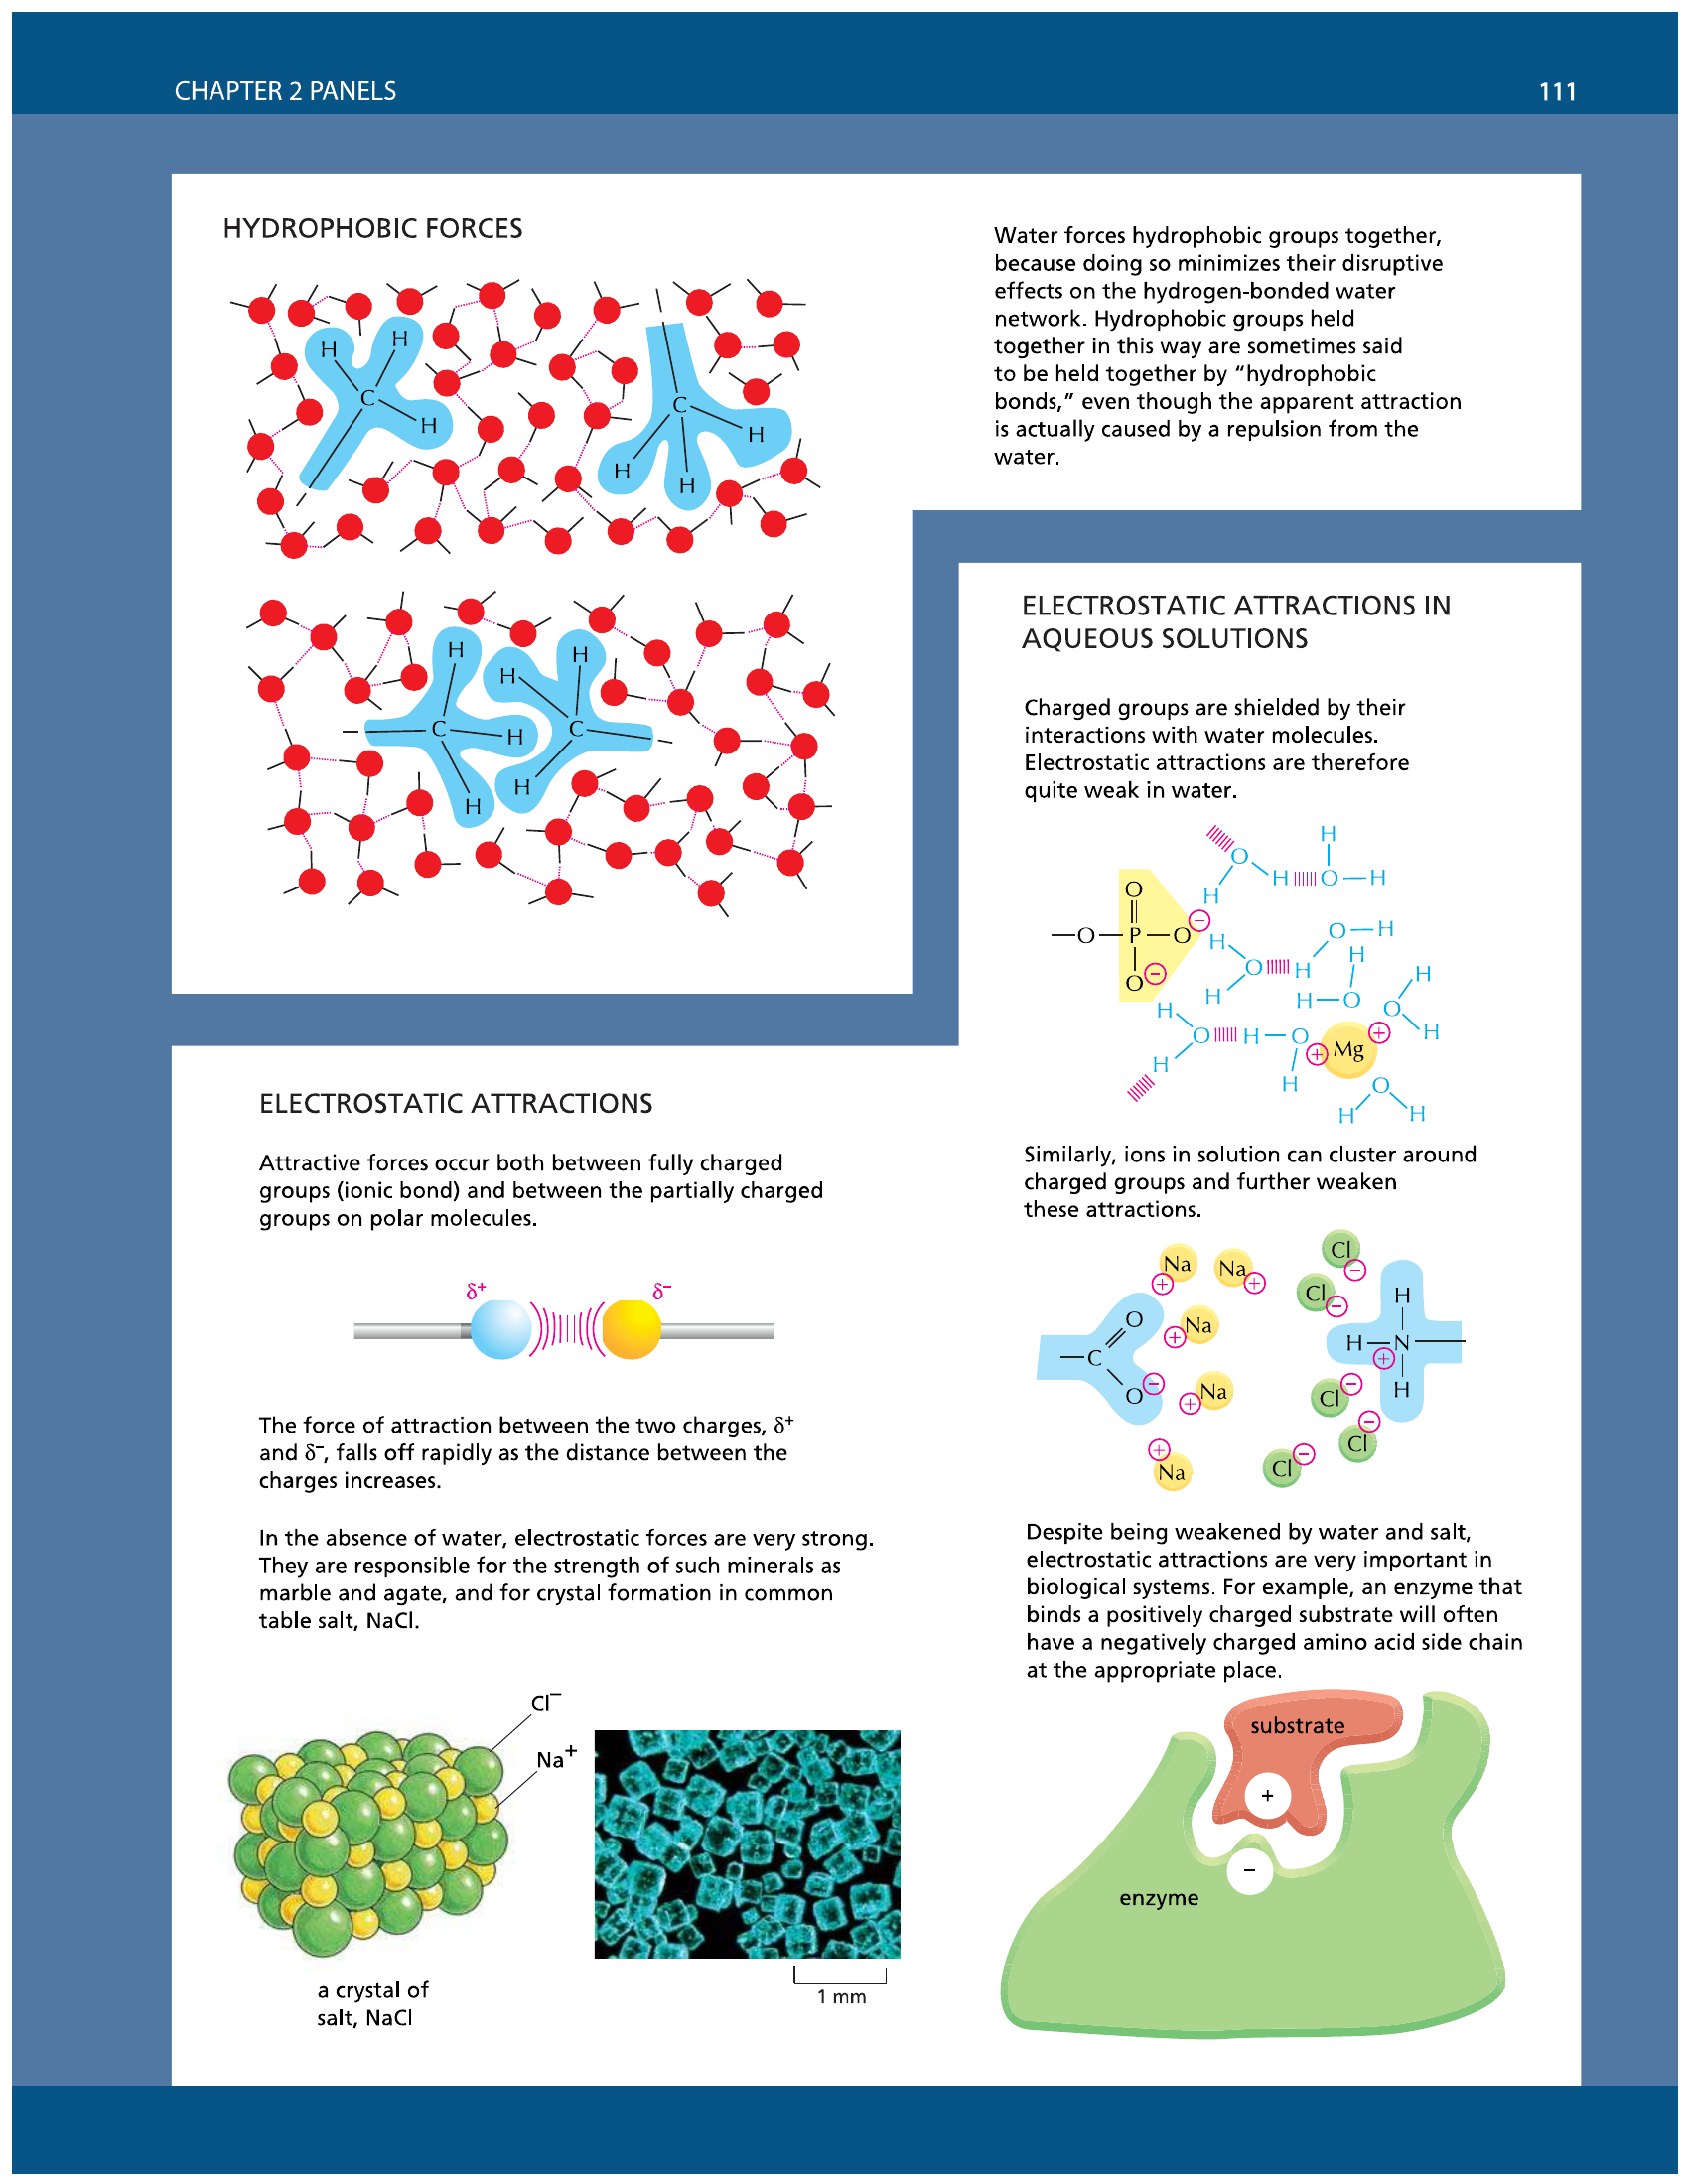 CHAPTER 2 PANELS
111
HYDROPHOBIC FORCES
H
H
C
H
C
H
H
H
H
H
H
C
H
C
H
H
Water forces hydrophobic groups together,
because doing so minimizes their disruptive
effects on the hydrogen-bonded water
network. Hydrophobic groups held
together in this way are sometimes said
to be held together by “hydrophobic
bonds,” even though the apparent attraction
is actually caused by a repulsion from the
water.
ELECTROSTATIC ATTRACTIONS
Attractive forces occur both between fully charged
groups (ionic bond) and between the partially charged
groups on polar molecules.
δ+
δ–
The force of attraction between the two charges, δ+
and δ–, falls off rapidly as the distance between the
charges increases.
In the absence of water, electrostatic forces are very strong.
They are responsible for the strength of such minerals as
marble and agate, and for crystal formation in common
table salt, NaCl.
Cl–
Na+
a crystal of
salt, NaCl
1 mm
ELECTROSTATIC ATTRACTIONS IN
AQUEOUS SOLUTIONS
Charged groups are shielded by their
interactions with water molecules.
Electrostatic attractions are therefore
quite weak in water.
H
O
H
O
H
H
O
O
P
O
–
O
–
H
O
H
O
H
H
H
H
O
H
H
O
H
H
O
H
O
H
H
+
Mg
+
H
O
H
H
Similarly, ions in solution can cluster around
charged groups and further weaken
these attractions.
Na
+
Na
+
Cl
–
Cl
–
H
O
Na
+
H
N
+
C
O
–
Na
+
Cl
–
H
Na
+
Cl
–
Cl
–
Despite being weakened by water and salt,
electrostatic attractions are very important in
biological systems. For example, an enzyme that
binds a positively charged substrate will often
have a negatively charged amino acid side chain
at the appropriate place.
substrate
+
–
enzyme